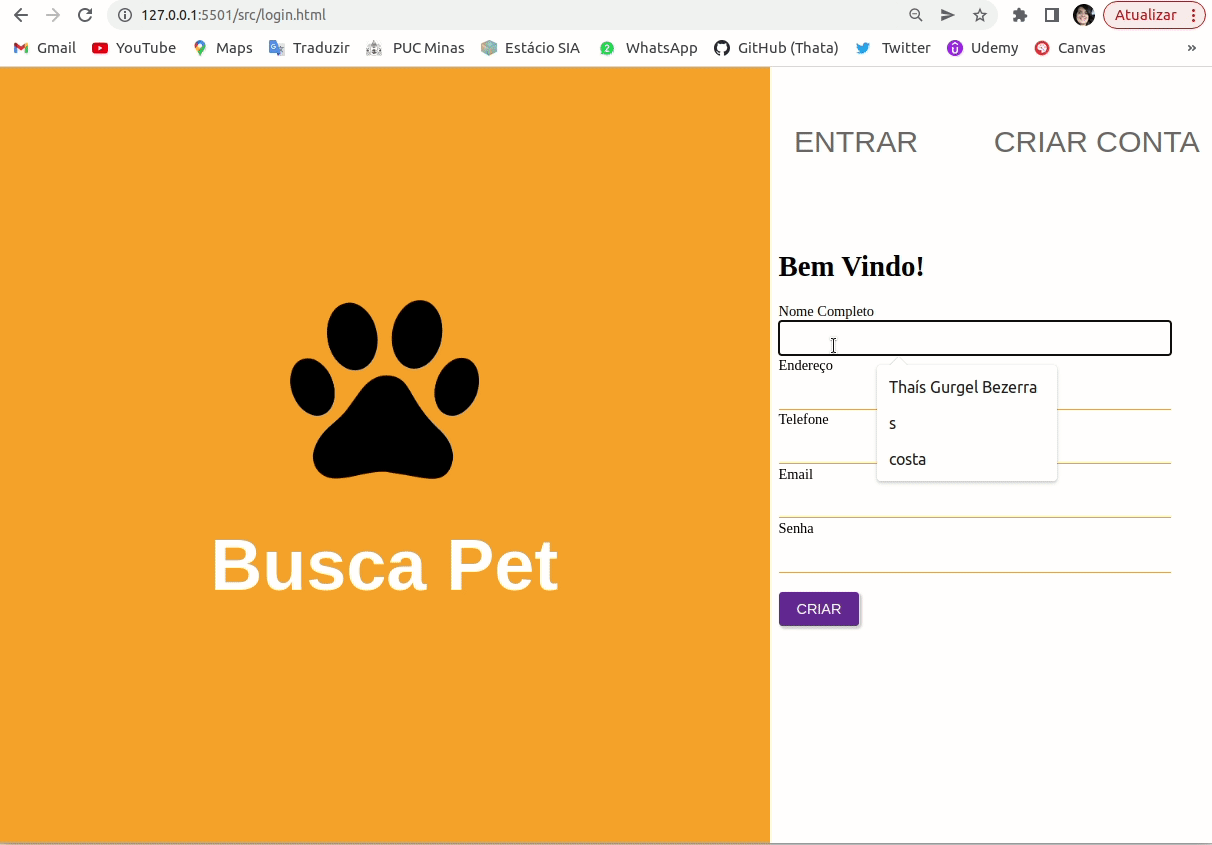 127.0.0.1:5501/src/login.html
Atualizar
Gmail YouTube Maps Traduzir PUC Minas Estácio SIA 2 WhatsApp GitHub (Thata) Twitter Udemy Canvas »
ENTRAR CRIAR CONTA
Bem Vindo!
Nome Completo
Endereço
Thaís Gurgel Bezerra
s
costa
Telefone
Email
Senha
CRIAR
Busca Pet